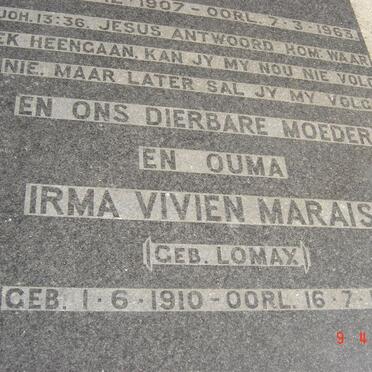 1907 - OORL. 7-3-1963
JOH. 13:36. JESUS ANTWOORD HOM: WAAR
EK HEENGAAN, KAN JY MY NOU NIE VOLG
NIE, MAAR LATER SAL JY MY VOLG
EN ONS DIERBARE MOEDER
EN OUMA
IRMA VIVIEN MARAIS
(GEB. LOMAX)
GEB. 1·6·1910 - OORL. 16·7·
9 4